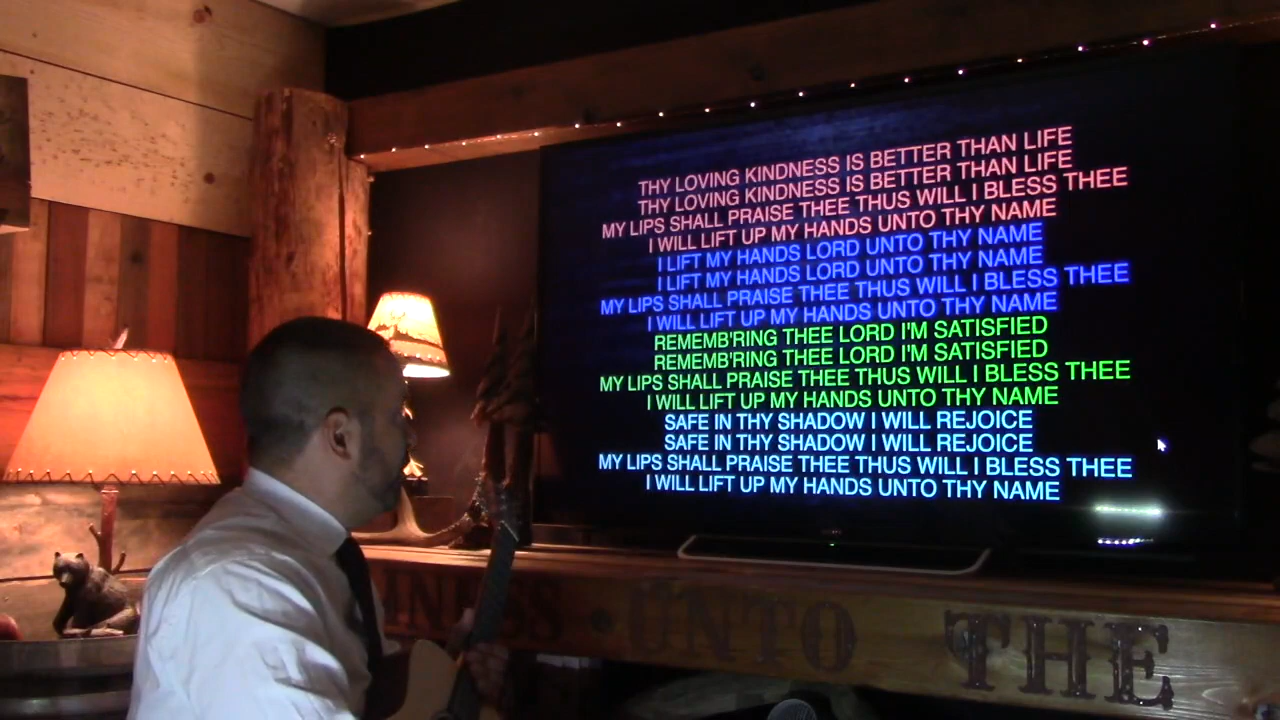 THY LOVING KINDNESS IS BETTER THAN LIFE
THY LOVING KINDNESS IS BETTER THAN LIFE
MY LIPS SHALL PRAISE THEE THUS WILL I BLESS THEE
I WILL LIFT UP MY HANDS UNTO THY NAME
I LIFT MY HANDS LORD UNTO THY NAME
I LIFT MY HANDS LORD UNTO THY NAME
MY LIPS SHALL PRAISE THEE THUS WILL I BLESS THEE
I WILL LIFT UP MY HANDS UNTO THY NAME
REMEMB'RING THEE LORD I'M SATISFIED
REMEMB'RING THEE LORD I'M SATISFIED
MY LIPS SHALL PRAISE THEE THUS WILL I BLESS THEE
I WILL LIFT UP MY HANDS UNTO THY NAME
SAFE IN THY SHADOW I WILL REJOICE
SAFE IN THY SHADOW I WILL REJOICE
MY LIPS SHALL PRAISE THEE THUS WILL I BLESS THEE
I WILL LIFT UP MY HANDS UNTO THY NAME
INESS • UNTO THE